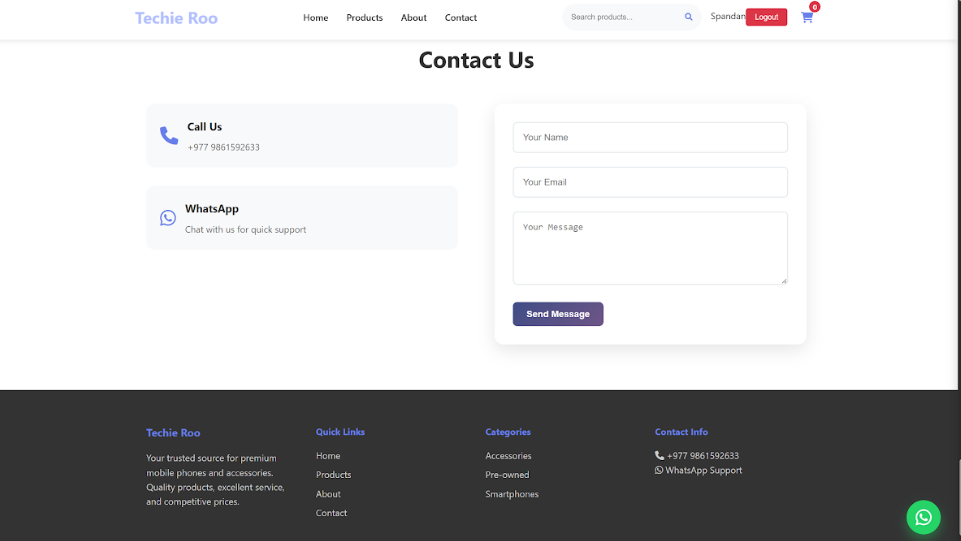 Techie Roo
Home Products About Contact
Search products...
Spandan Logout
0
Contact Us
Call Us
+977 9861592633
WhatsApp
Chat with us for quick support
Your Name
Your Email
Your Message
Send Message
Techie Roo
Your trusted source for premium
mobile phones and accessories.
Quality products, excellent service,
and competitive prices.
Quick Links
Home
Products
About
Contact
Categories
Accessories
Pre-owned
Smartphones
Contact Info
+977 9861592633
WhatsApp Support